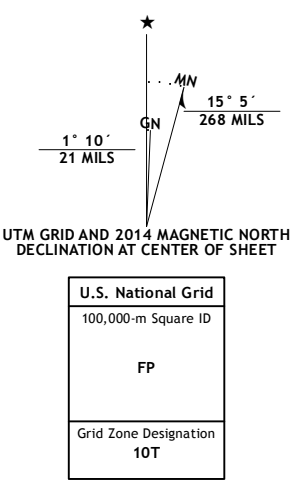 MN
15° 5´
268 MILS
GN
1° 10´
21 MILS
UTM GRID AND 2014 MAGNETIC NORTH
DECLINATION AT CENTER OF SHEET
U.S. National Grid
100,000-m Square ID
FP
Grid Zone Designation
10T